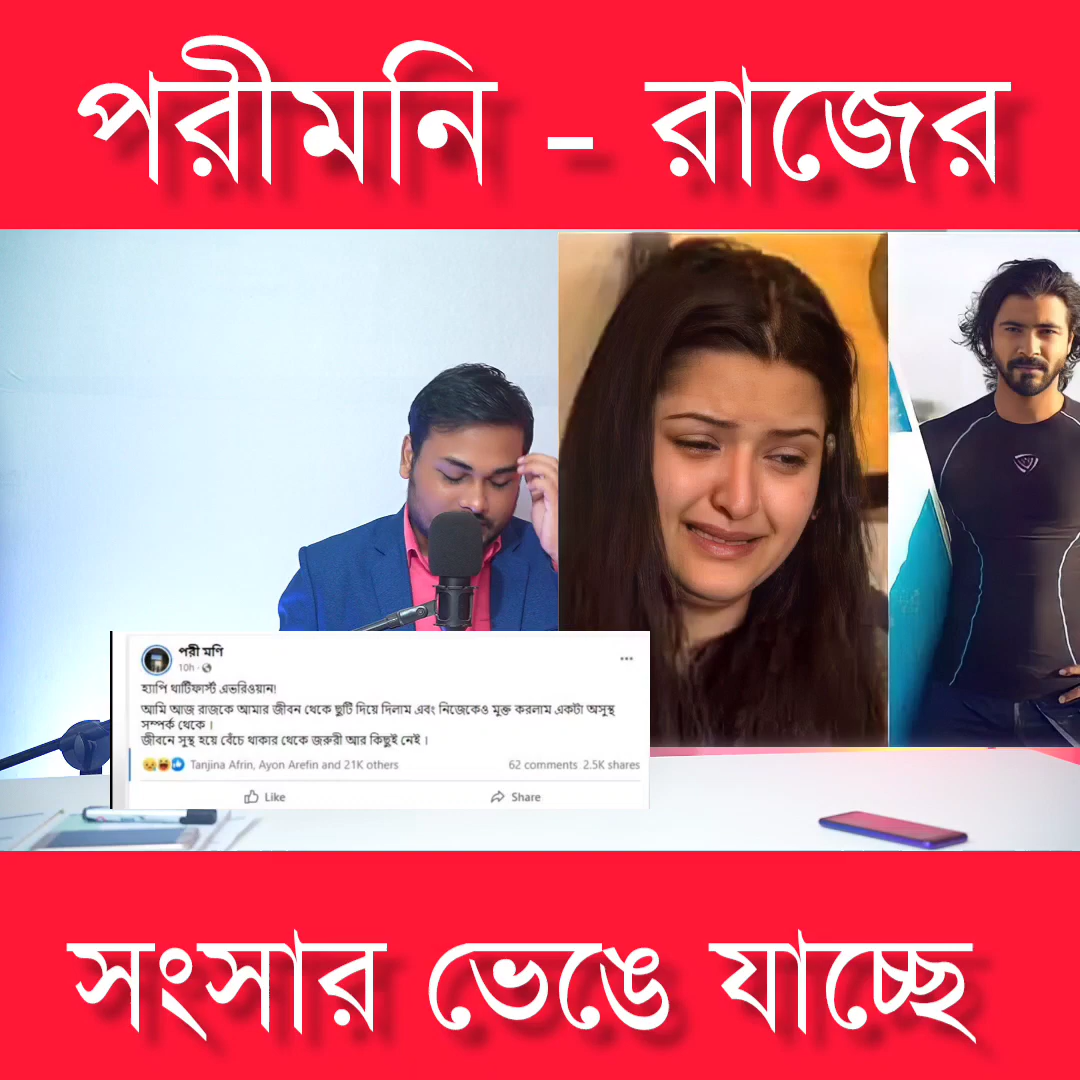 পরীমনি - রাজের
পরী মণি
10h
হ্যাপি থার্টিফার্স্ট এভরিওয়ান!
আমি আজ রাজকে আমার জীবন থেকে ছুটি দিয়ে দিলাম এবং নিজেকেও মুক্ত করলাম একটা অসুস্থ
সম্পর্ক থেকে ।
জীবনে সুস্থ হয়ে বেঁচে থাকার থেকে জরুরী আর কিছুই নেই ।
Tanjina Afrin, Ayon Arefin and 21K others 62 comments 2.5K shares
Like Share
সংসার ভেঙে যাচ্ছে